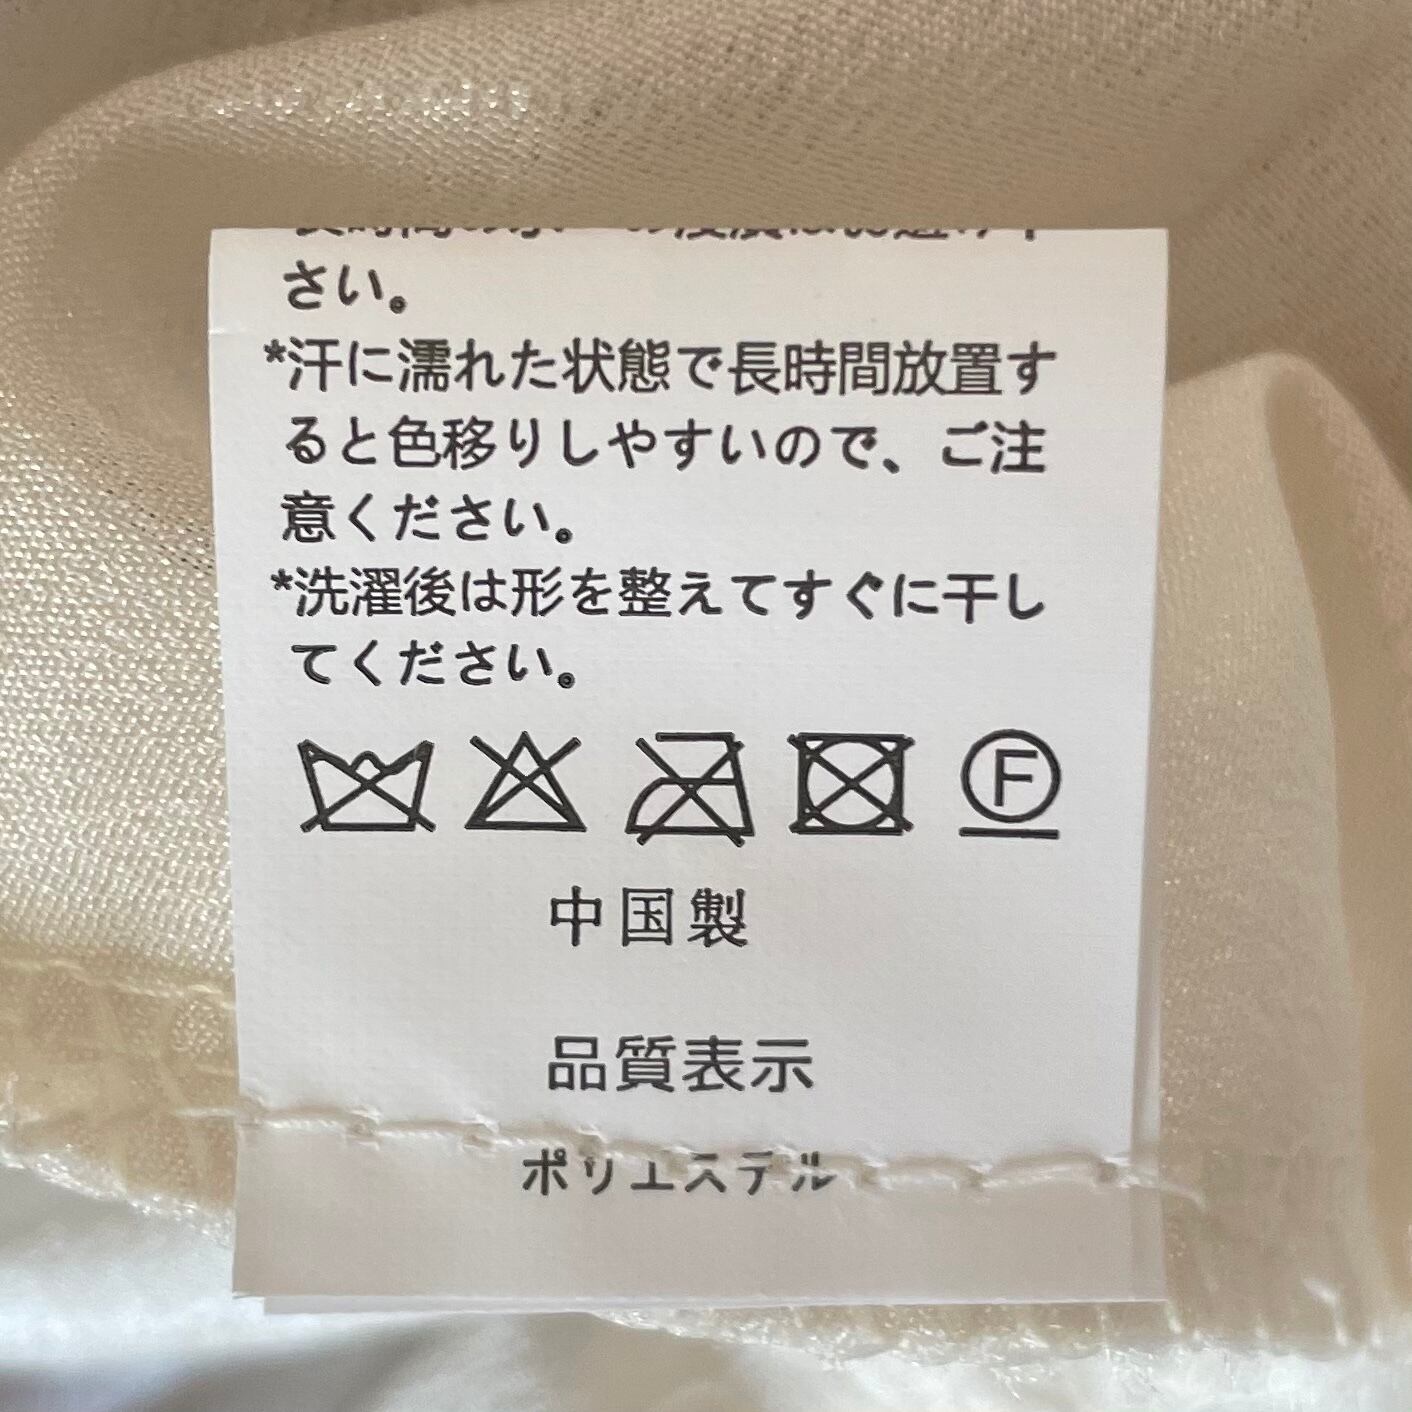 さい。
*汗に濡れた状態で長時間放置す
ると色移りしやすいので、ご注
意ください。
*洗濯後は形を整えてすぐに干し
てください。
F
中国製
品質表示
ポリエステル